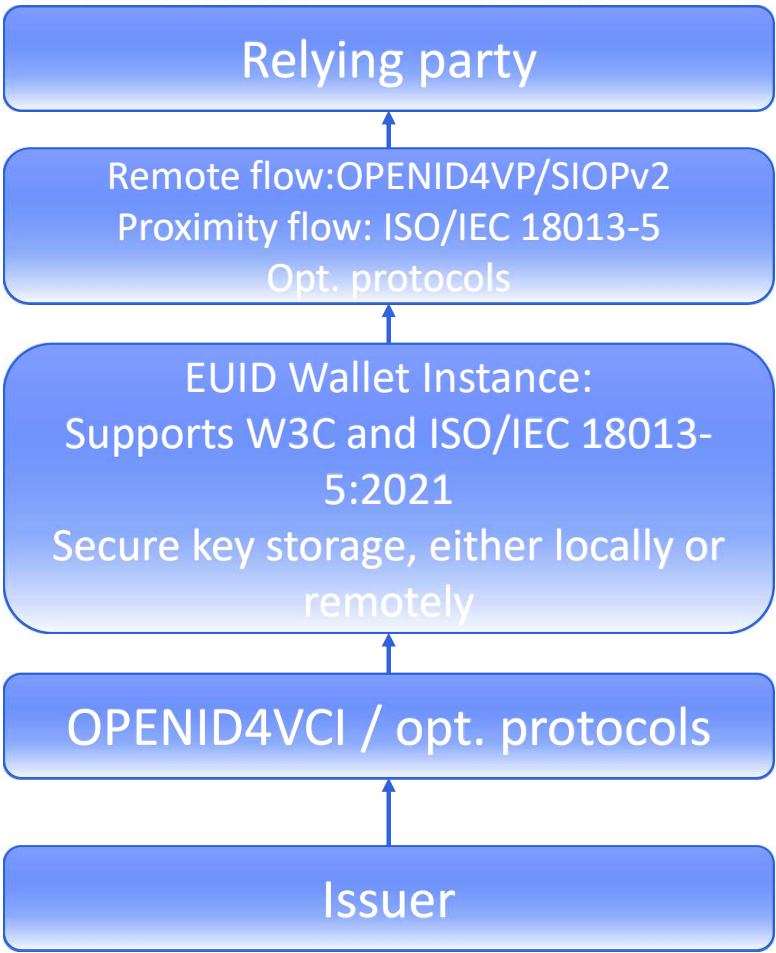 Relying party
Remote flow:OPENID4VP/SIOPv2
Proximity flow: ISO/IEC 18013-5
Opt. protocols
EUID Wallet Instance:
Supports W3C and ISO/IEC 18013-
5:2021
Secure key storage, either locally or
remotely
OPENID4VCI / opt. protocols
Issuer